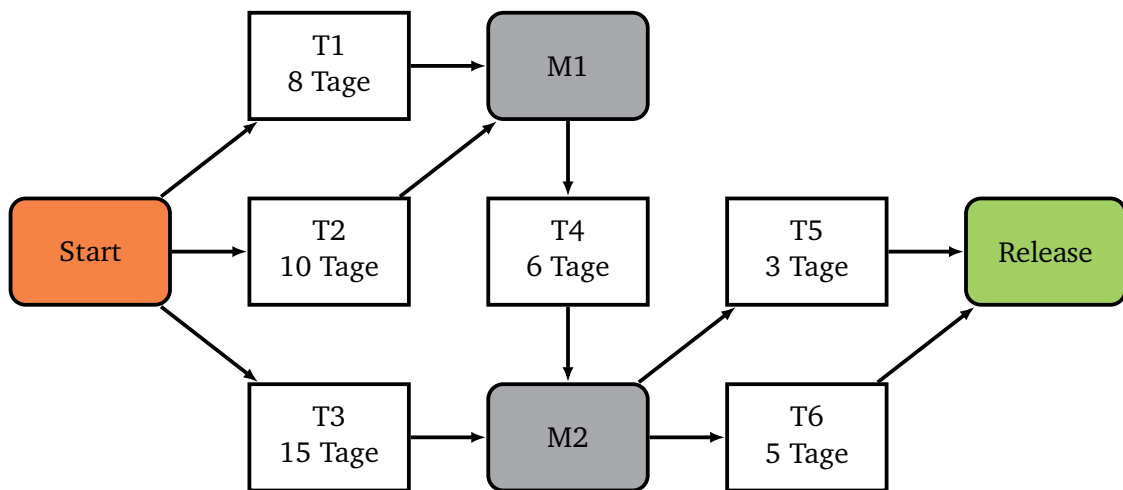 T1
8 Tage
M1
Start
T2
10 Tage
T4
6 Tage
T5
3 Tage
Release
T3
15 Tage
M2
T6
5 Tage